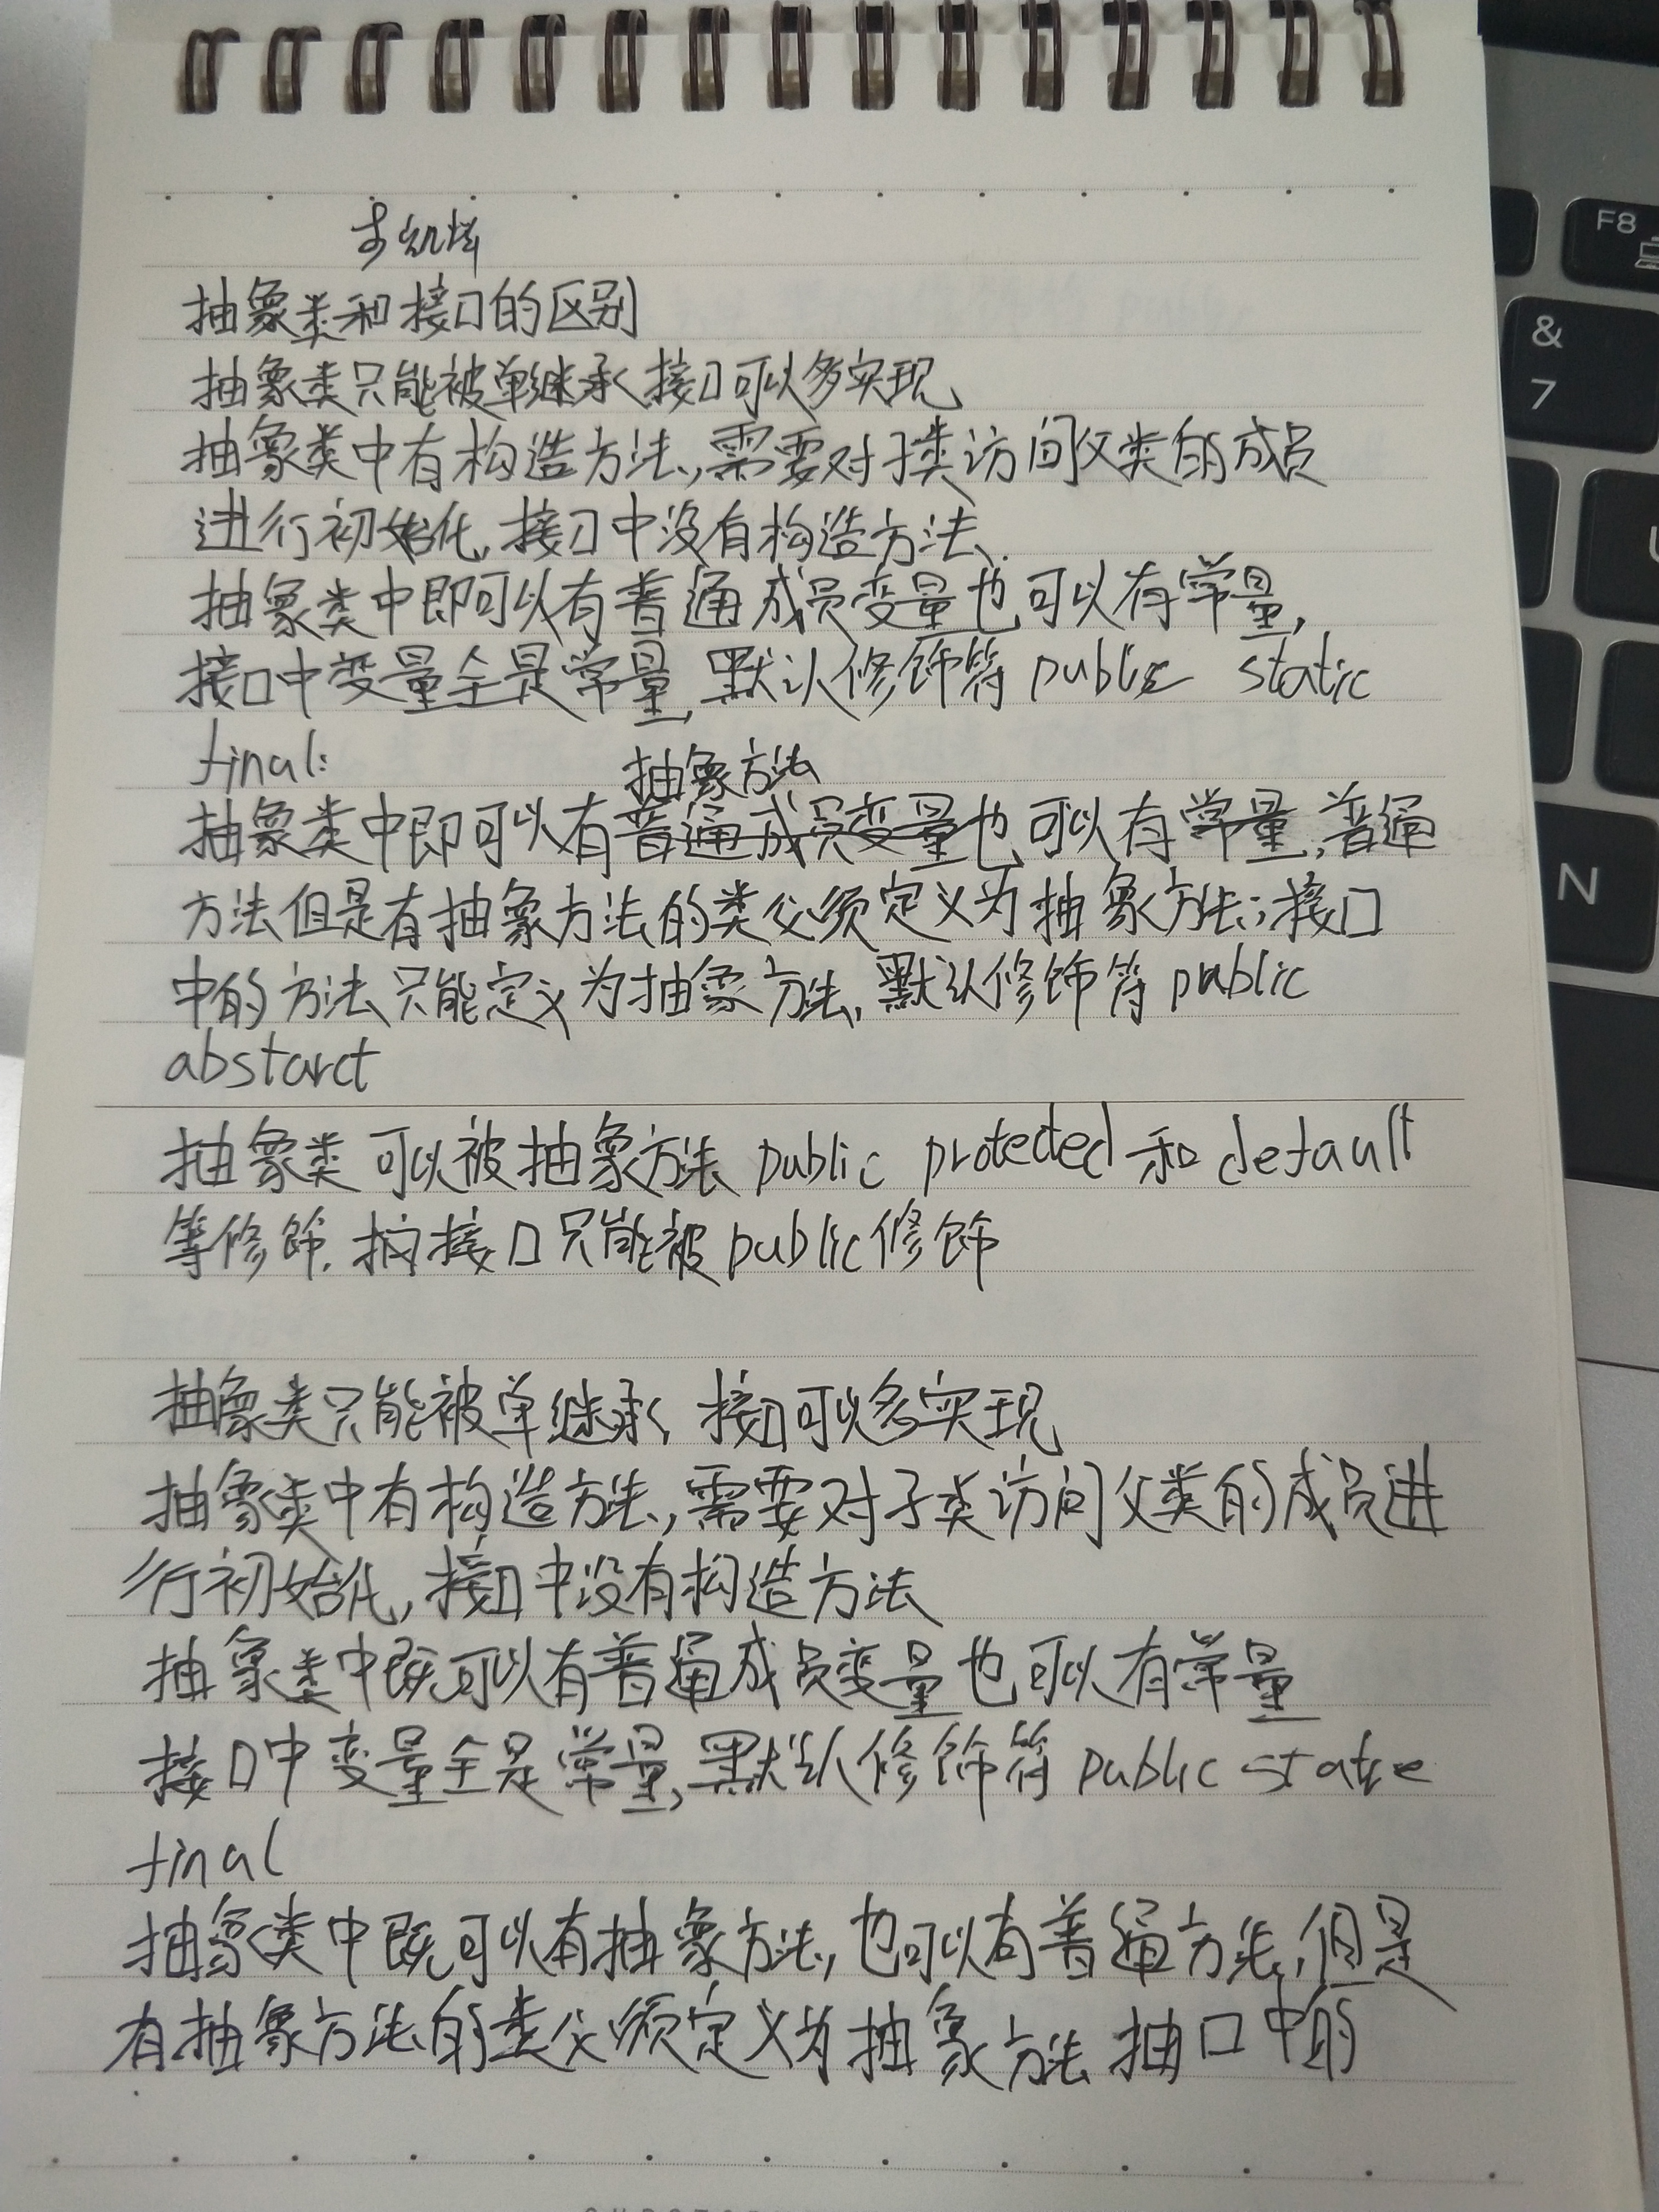 抽象类和接口的区别
抽象类只能被单继承 接口可以多实现
抽象类中有构造方法,需要对子类访问父类的成员
进行初始化,接口中没有构造方法.
抽象类中即可以有普通成员变量也可以有常量,
接口中变量全是常量,默认修饰符 public static
final:
抽象方法
抽象类中即可以有普通成员变量也可以有常量,普通
方法但是有抽象方法的类必须定义为抽象方法;接口
中的方法只能定义为抽象方法,默认修饰符 public
abstarct
抽象类 可以被抽象方法 public protected 和 default
等修饰. 接口只能被 public 修饰
抽象类只能被单继承 接口可以多实现
抽象类中有构造方法,需要对子类访问父类的成员进
行初始化,接口中没有构造方法
抽象类中既可以有普通成员变量也可以有常量
接口中变量全是常量,默认修饰符 public static
final
抽象类中既可以有抽象方法,也可以有普通方法,但是
有抽象方法的类必须定义为抽象方法 抽口中的
F8
&
7
U
N